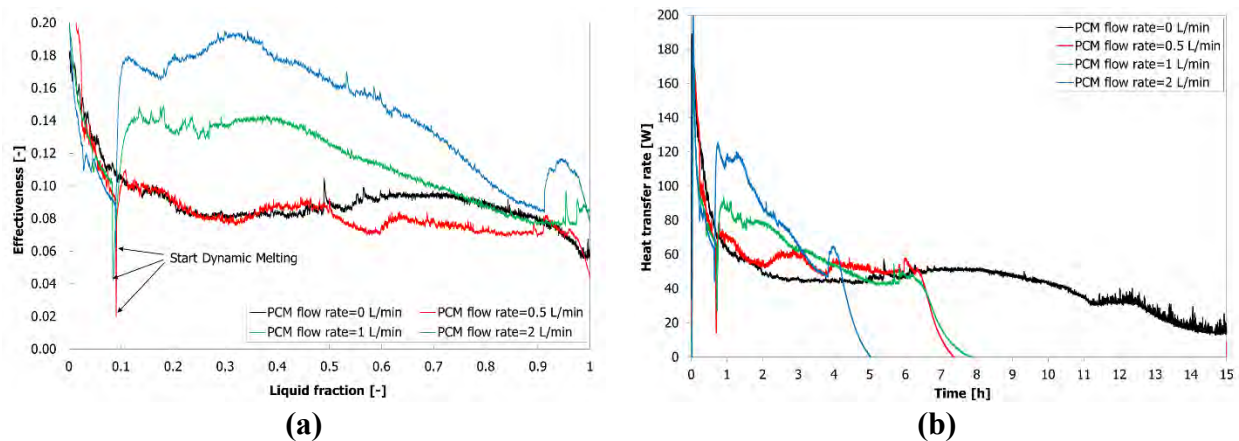 0.20
0.18
0.16
0.14
0.12
0.10
0.08
0.06
0.04
0.02
0.00
Effectiveness [-]
Start Dynamic Melting
PCM flow rate=0 L/min
PCM flow rate=0.5 L/min
PCM flow rate=1 L/min
PCM flow rate=2 L/min
0 0.1 0.2 0.3 0.4 0.5 0.6 0.7 0.8 0.9 1
Liquid fraction [-]
(a)
200
180
160
140
120
100
80
60
40
20
0
Heat transfer rate [W]
PCM flow rate=0 L/min
PCM flow rate=0.5 L/min
PCM flow rate=1 L/min
PCM flow rate=2 L/min
0 1 2 3 4 5 6 7 8 9 10 11 12 13 14 15
Time [h]
(b)